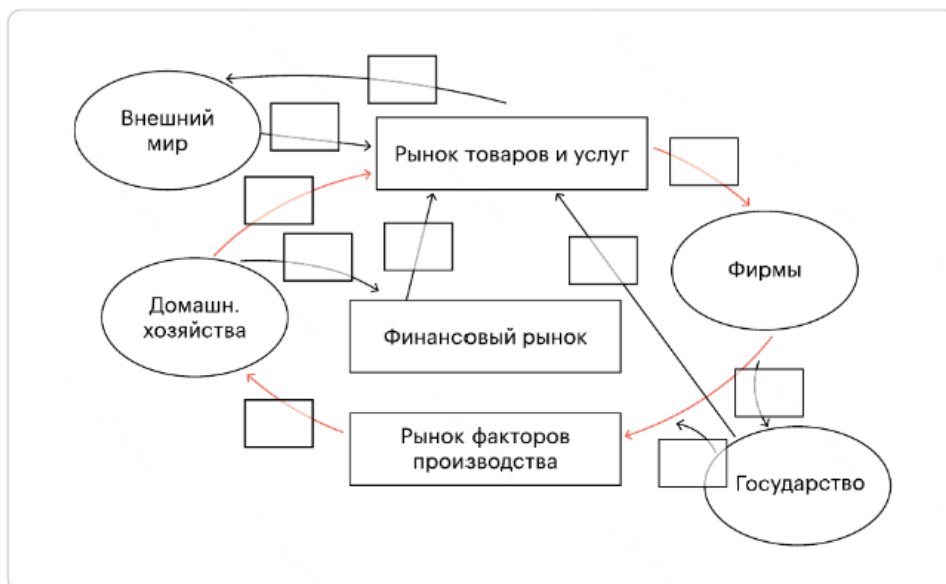 Внешний
мир
Рынок товаров и услуг
Фирмы
Домашн.
хозяйства
Финансовый рынок
Рынок факторов
производства
Государство